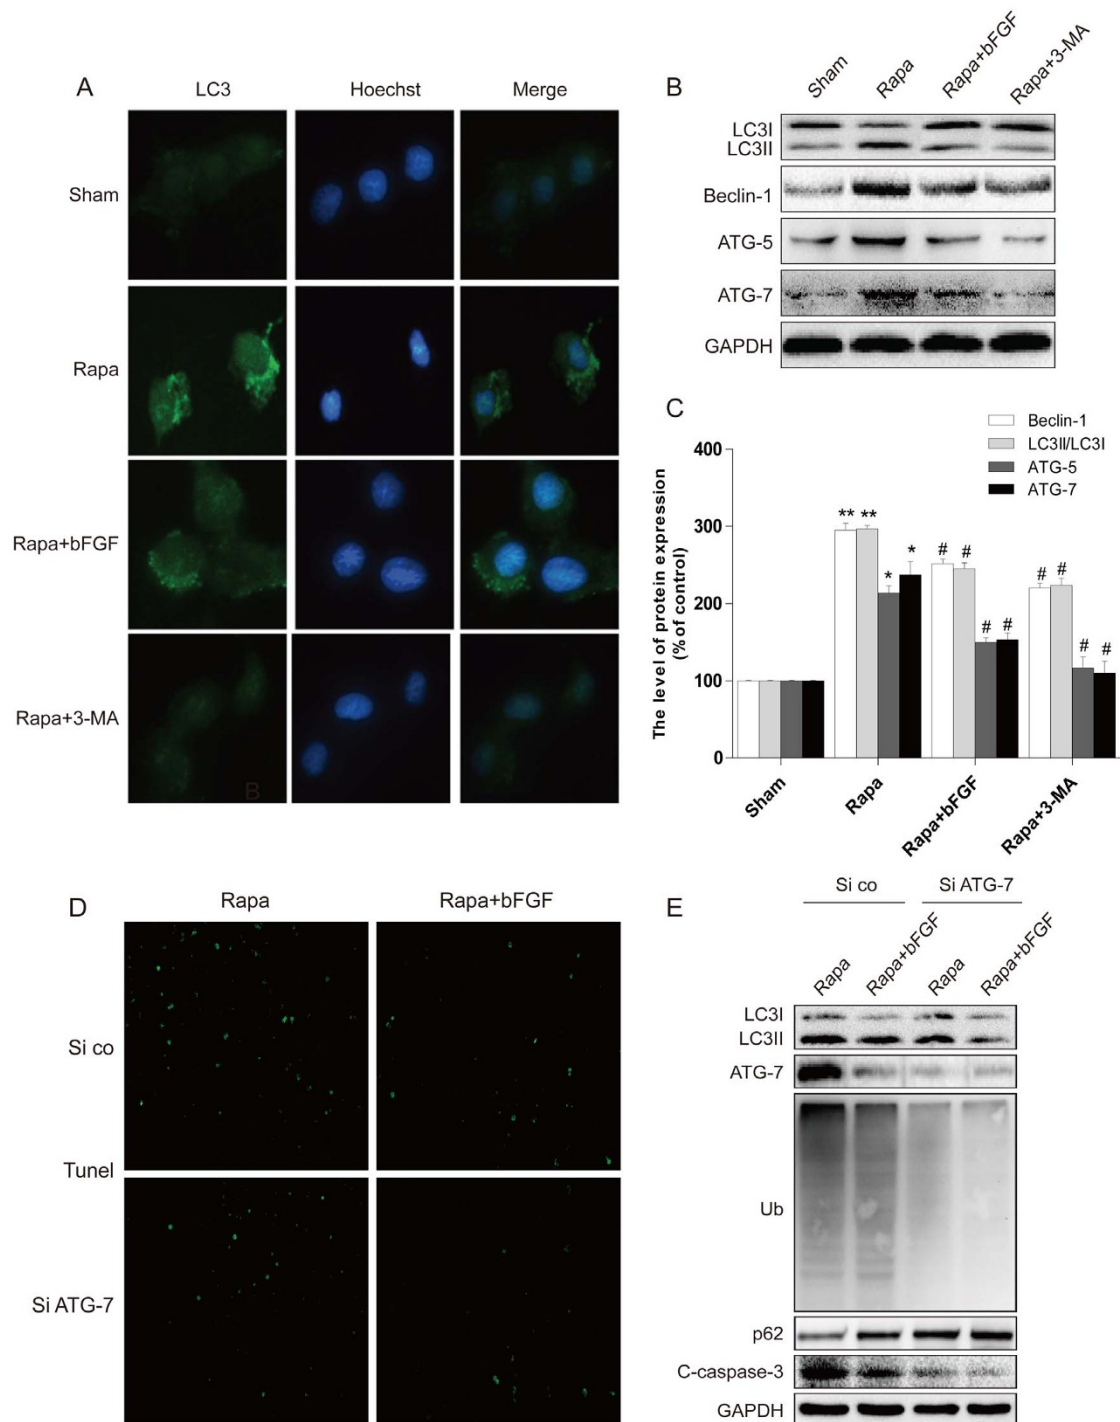 A
LC3
Hoechst
Merge
Sham
Rapa
Rapa+bFGF
Rapa+3-MA
B
B
Sham
Rapa
Rapa+bFGF
Rapa+3-MA
LC3I
LC3II
Beclin-1
ATG-5
ATG-7
GAPDH
C
Beclin-1
LC3II/LC3I
ATG-5
ATG-7
The level of protein expression
(% of control)
400
300
200
100
0
** **
* *
# #
# #
# #
# #
Sham
Rapa
Rapa+bFGF
Rapa+3-MA
D
Rapa
Rapa+bFGF
Si co
Tunel
Si ATG-7
E
Si co
Si ATG-7
Rapa
Rapa+bFGF
Rapa
Rapa+bFGF
LC3I
LC3II
ATG-7
Ub
p62
C-caspase-3
GAPDH